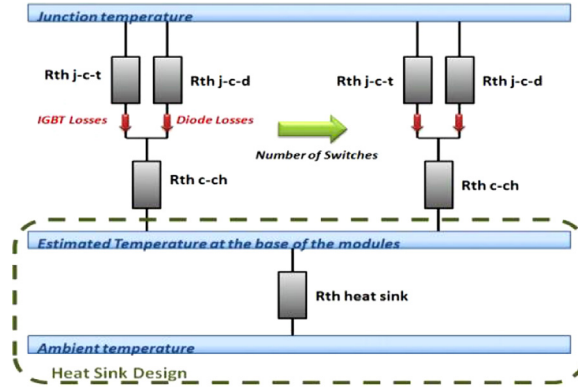 Junction temperature
Rth j-c-t
Rth j-c-d
Rth j-c-t
Rth j-c-d
IGBT Losses
Diode Losses
Number of Switches
Rth c-ch
Rth c-ch
Estimated Temperature at the base of the modules
Rth heat sink
Ambient temperature
Heat Sink Design